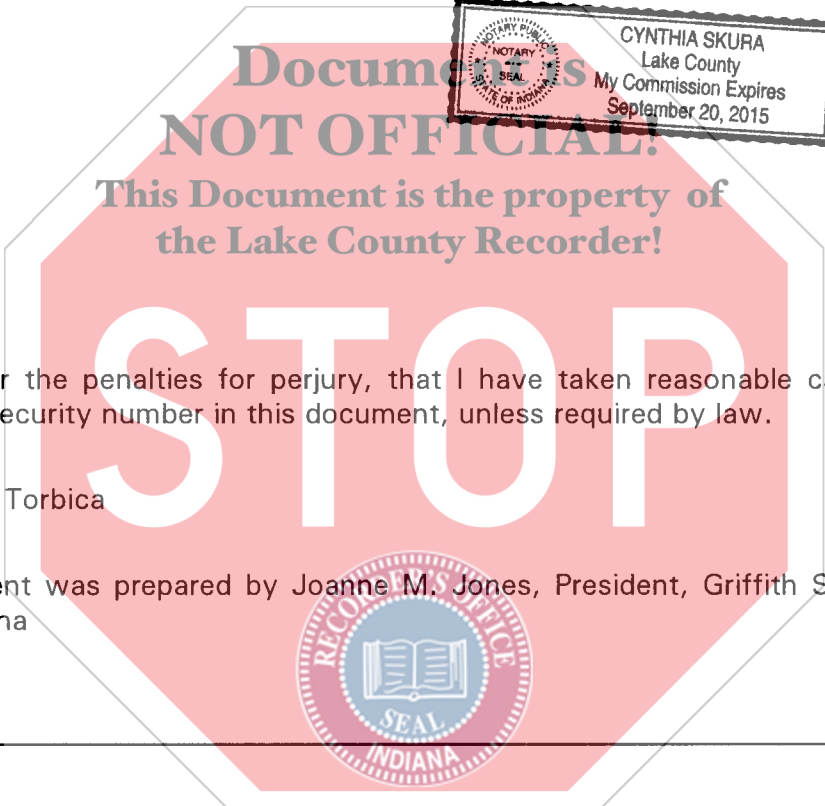 NOTARY PUBLIC
NOTARY
SEAL
STATE OF INDIANA
CYNTHIA SKURA
Lake County
My Commission Expires
September 20, 2015
Document is
NOT OFFICIAL!
This Document is the property of
the Lake County Recorder!
STOP
r the penalties for perjury, that I have taken reasonable c
ecurity number in this document, unless required by law.
Torbica
ent was prepared by Joanne M. Jones, President, Griffith S
na
RECORDER'S OFFICE
SEAL
INDIANA